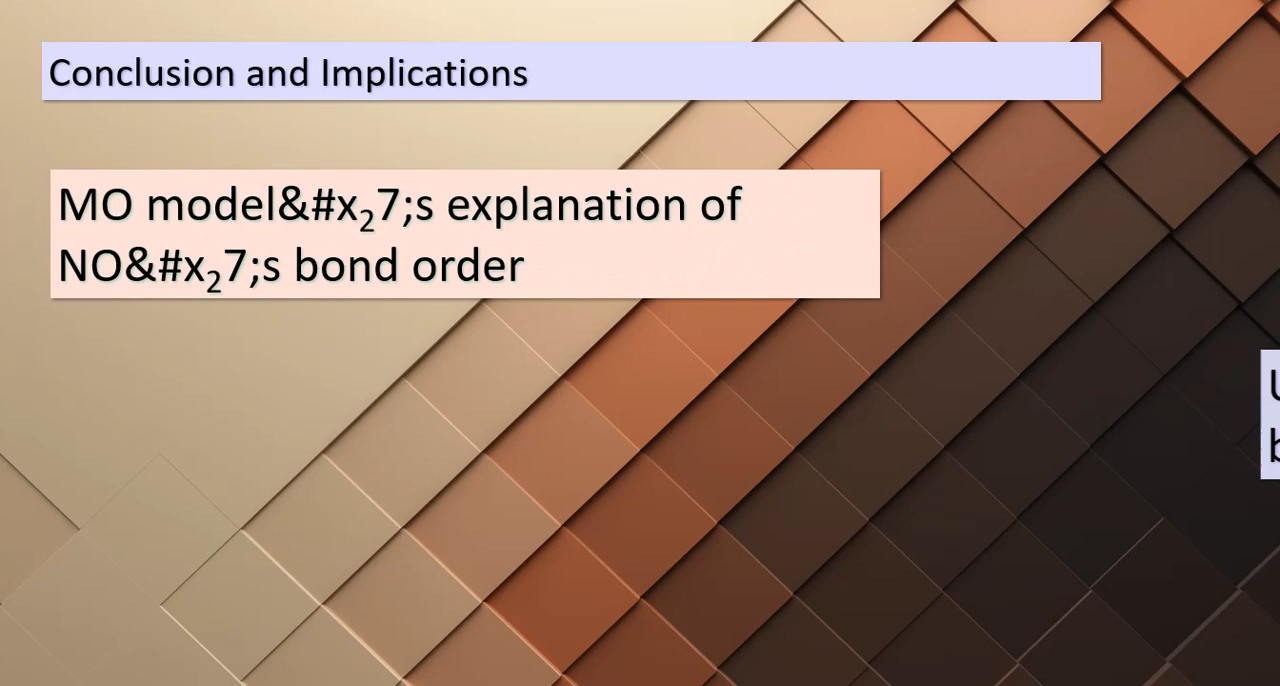 Conclusion and Implications
MO model&#x₂7;s explanation of
NO&#x₂7;s bond order